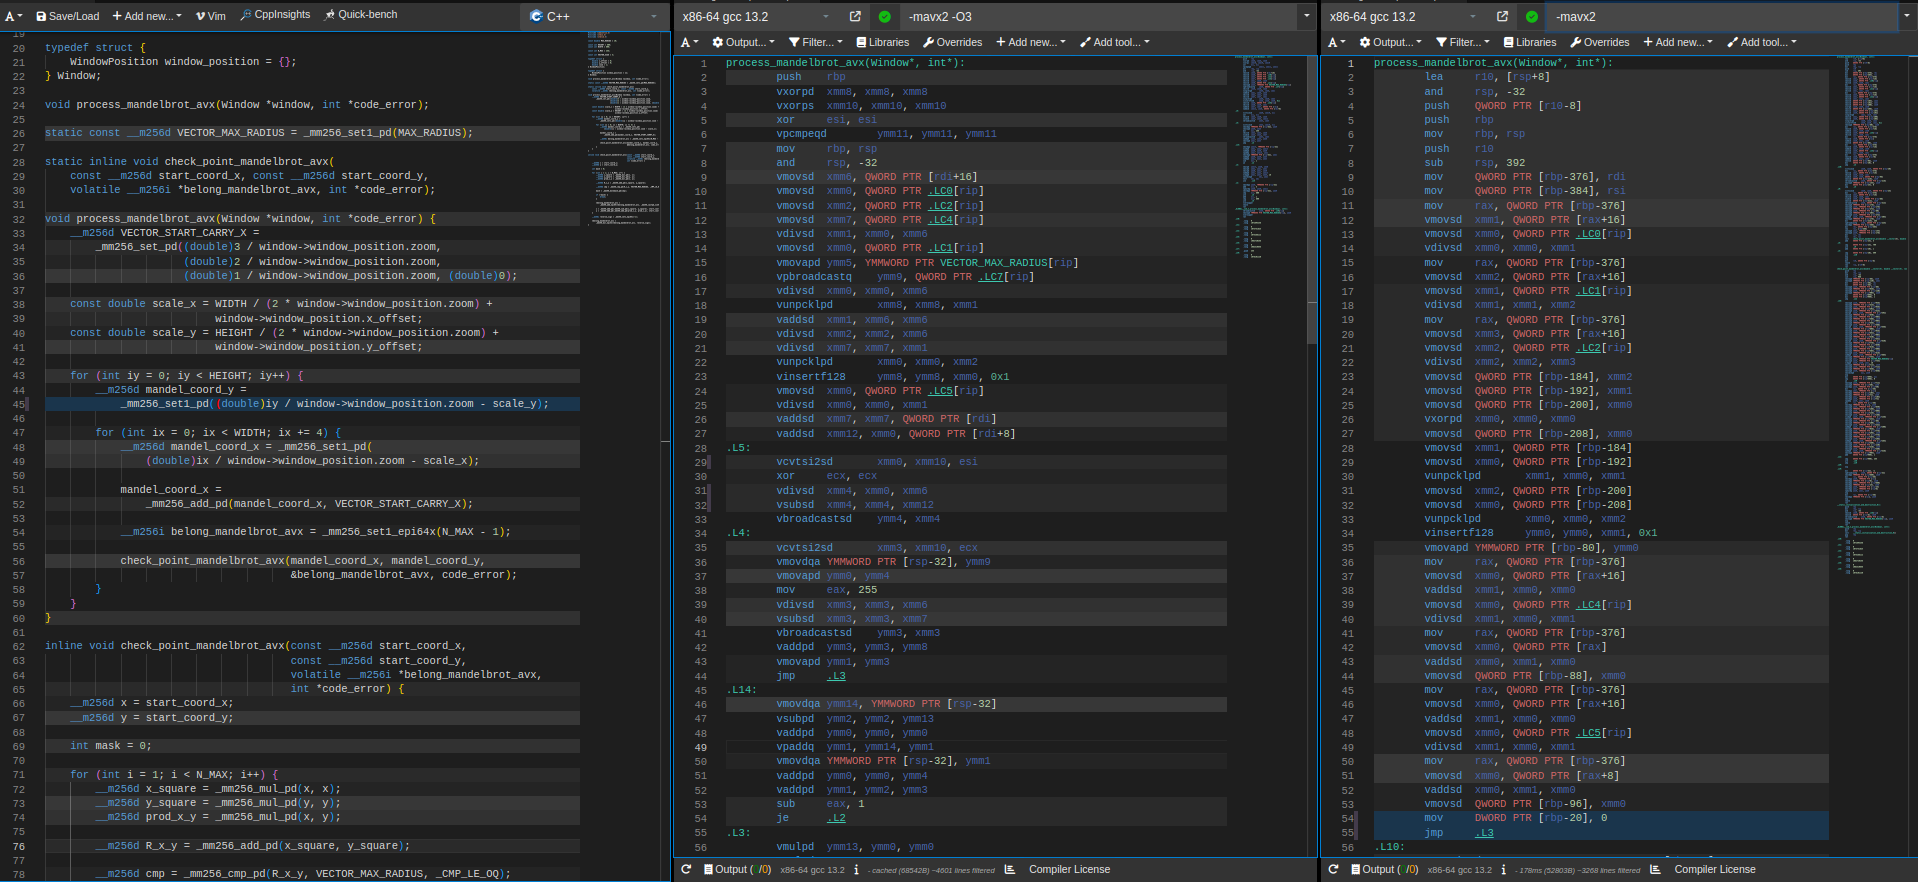 A Save/Load + Add new... Vim CppInsights Quick-bench C++
19
20 typedef struct {
21 WindowPosition window_position = {};
22 } Window;
23
24 void process_mandelbrot_avx(Window *window, int *code_error);
25
26 static const __m256d VECTOR_MAX_RADIUS = _mm256_set1_pd(MAX_RADIUS);
27
28 static inline void check_point_mandelbrot_avx(
29 const __m256d start_coord_x, const __m256d start_coord_y,
30 volatile __m256i *belong_mandelbrot_avx, int *code_error);
31
32 void process_mandelbrot_avx(Window *window, int *code_error) {
33 __m256d VECTOR_START_CARRY_X =
34 _mm256_set_pd((double)3 / window->window_position.zoom,
35 (double)2 / window->window_position.zoom,
36 (double)1 / window->window_position.zoom, (double)0);
37
38 const double scale_x = WIDTH / (2 * window->window_position.zoom) +
39 window->window_position.x_offset;
40 const double scale_y = HEIGHT / (2 * window->window_position.zoom) +
41 window->window_position.y_offset;
42
43 for (int iy = 0; iy < HEIGHT; iy++) {
44 __m256d mandel_coord_y =
45 _mm256_set1_pd((double)iy / window->window_position.zoom - scale_y);
46
47 for (int ix = 0; ix < WIDTH; ix += 4) {
48 __m256d mandel_coord_x = _mm256_set1_pd(
49 (double)ix / window->window_position.zoom - scale_x);
50
51 mandel_coord_x =
52 _mm256_add_pd(mandel_coord_x, VECTOR_START_CARRY_X);
53
54 __m256i belong_mandelbrot_avx = _mm256_set1_epi64x(N_MAX - 1);
55
56 check_point_mandelbrot_avx(mandel_coord_x, mandel_coord_y,
57 &belong_mandelbrot_avx, code_error);
58 }
59 }
60 }
61
62 inline void check_point_mandelbrot_avx(const __m256d start_coord_x,
63 const __m256d start_coord_y,
64 volatile __m256i *belong_mandelbrot_avx,
65 int *code_error) {
66 __m256d x = start_coord_x;
67 __m256d y = start_coord_y;
68
69 int mask = 0;
70
71 for (int i = 1; i < N_MAX; i++) {
72 __m256d x_square = _mm256_mul_pd(x, x);
73 __m256d y_square = _mm256_mul_pd(y, y);
74 __m256d prod_x_y = _mm256_mul_pd(x, y);
75
76 __m256d R_x_y = _mm256_add_pd(x_square, y_square);
77
78 __m256d cmp = _mm256_cmp_pd(R_x_y, VECTOR_MAX_RADIUS, _CMP_LE_OQ);
x86-64 gcc 13.2 -mavx2 -O3
A Output... Filter... Libraries Overrides + Add new... Add tool...
1 process_mandelbrot_avx(Window*, int*):
2 push rbp
3 vxorpd xmm8, xmm8, xmm8
4 vxorps xmm10, xmm10, xmm10
5 xor esi, esi
6 vpcmpeqd ymm11, ymm11, ymm11
7 mov rbp, rsp
8 and rsp, -32
9 vmovsd xmm6, QWORD PTR [rdi+16]
10 vmovsd xmm0, QWORD PTR .LC0[rip]
11 vmovsd xmm2, QWORD PTR .LC2[rip]
12 vmovsd xmm7, QWORD PTR .LC4[rip]
13 vdivsd xmm1, xmm0, xmm6
14 vmovsd xmm0, QWORD PTR .LC1[rip]
15 vmovapd ymm5, YMMWORD PTR VECTOR_MAX_RADIUS[rip]
16 vpbroadcastq ymm9, QWORD PTR .LC7[rip]
17 vdivsd xmm0, xmm0, xmm6
18 vunpcklpd xmm8, xmm8, xmm1
19 vaddsd xmm1, xmm6, xmm6
20 vdivsd xmm2, xmm2, xmm6
21 vdivsd xmm7, xmm7, xmm1
22 vunpcklpd xmm0, xmm0, xmm2
23 vinsertf128 ymm8, ymm8, xmm0, 0x1
24 vmovsd xmm0, QWORD PTR .LC5[rip]
25 vdivsd xmm0, xmm0, xmm1
26 vaddsd xmm7, xmm7, QWORD PTR [rdi]
27 vaddsd xmm12, xmm0, QWORD PTR [rdi+8]
28 .L5:
29 vcvtsi2sd xmm0, xmm10, esi
30 xor ecx, ecx
31 vdivsd xmm4, xmm0, xmm6
32 vsubsd xmm4, xmm4, xmm12
33 vbroadcastsd ymm4, xmm4
34 .L4:
35 vcvtsi2sd xmm3, xmm10, ecx
36 vmovdqa YMMWORD PTR [rsp-32], ymm9
37 vmovapd ymm0, ymm4
38 mov eax, 255
39 vdivsd xmm3, xmm3, xmm6
40 vsubsd xmm3, xmm3, xmm7
41 vbroadcastsd ymm3, xmm3
42 vaddpd ymm3, ymm3, ymm8
43 vmovapd ymm1, ymm3
44 jmp .L3
45 .L14:
46 vmovdqa ymm14, YMMWORD PTR [rsp-32]
47 vsubpd ymm2, ymm2, ymm13
48 vaddpd ymm0, ymm0, ymm0
49 vpaddq ymm1, ymm14, ymm1
50 vmovdqa YMMWORD PTR [rsp-32], ymm1
51 vaddpd ymm0, ymm0, ymm4
52 vaddpd ymm1, ymm2, ymm3
53 sub eax, 1
54 je .L2
55 .L3:
56 vmulpd ymm13, ymm0, ymm0
Output (0/0) x86-64 gcc 13.2 i - cached (68542B) ~4601 lines filtered Compiler License
x86-64 gcc 13.2 -mavx2
A Output... Filter... Libraries Overrides + Add new... Add tool...
1 process_mandelbrot_avx(Window*, int*):
2 lea r10, [rsp+8]
3 and rsp, -32
4 push QWORD PTR [r10-8]
5 push rbp
6 mov rbp, rsp
7 push r10
8 sub rsp, 392
9 mov QWORD PTR [rbp-376], rdi
10 mov QWORD PTR [rbp-384], rsi
11 mov rax, QWORD PTR [rbp-376]
12 vmovsd xmm1, QWORD PTR [rax+16]
13 vmovsd xmm0, QWORD PTR .LC0[rip]
14 vdivsd xmm0, xmm0, xmm1
15 mov rax, QWORD PTR [rbp-376]
16 vmovsd xmm2, QWORD PTR [rax+16]
17 vmovsd xmm1, QWORD PTR .LC1[rip]
18 vdivsd xmm1, xmm1, xmm2
19 mov rax, QWORD PTR [rbp-376]
20 vmovsd xmm3, QWORD PTR [rax+16]
21 vmovsd xmm2, QWORD PTR .LC2[rip]
22 vdivsd xmm2, xmm2, xmm3
23 vmovsd QWORD PTR [rbp-184], xmm2
24 vmovsd QWORD PTR [rbp-192], xmm1
25 vmovsd QWORD PTR [rbp-200], xmm0
26 vxorpd xmm0, xmm0, xmm0
27 vmovsd QWORD PTR [rbp-208], xmm0
28 vmovsd xmm1, QWORD PTR [rbp-184]
29 vmovsd xmm0, QWORD PTR [rbp-192]
30 vunpcklpd xmm1, xmm0, xmm1
31 vmovsd xmm2, QWORD PTR [rbp-200]
32 vmovsd xmm0, QWORD PTR [rbp-208]
33 vunpcklpd xmm0, xmm0, xmm2
34 vinsertf128 ymm0, ymm0, xmm1, 0x1
35 vmovapd YMMWORD PTR [rbp-80], ymm0
36 mov rax, QWORD PTR [rbp-376]
37 vmovsd xmm0, QWORD PTR [rax+16]
38 vaddsd xmm1, xmm0, xmm0
39 vmovsd xmm0, QWORD PTR .LC4[rip]
40 vdivsd xmm1, xmm0, xmm1
41 mov rax, QWORD PTR [rbp-376]
42 vmovsd xmm0, QWORD PTR [rax]
43 vaddsd xmm0, xmm1, xmm0
44 vmovsd QWORD PTR [rbp-88], xmm0
45 mov rax, QWORD PTR [rbp-376]
46 vmovsd xmm0, QWORD PTR [rax+16]
47 vaddsd xmm1, xmm0, xmm0
48 vmovsd xmm0, QWORD PTR .LC5[rip]
49 vdivsd xmm1, xmm0, xmm1
50 mov rax, QWORD PTR [rbp-376]
51 vmovsd xmm0, QWORD PTR [rax+8]
52 vaddsd xmm0, xmm1, xmm0
53 vmovsd QWORD PTR [rbp-96], xmm0
54 mov DWORD PTR [rbp-20], 0
55 jmp .L3
56 .L10:
Output (0/0) x86-64 gcc 13.2 i - 178ms (52803B) ~3268 lines filtered Compiler License